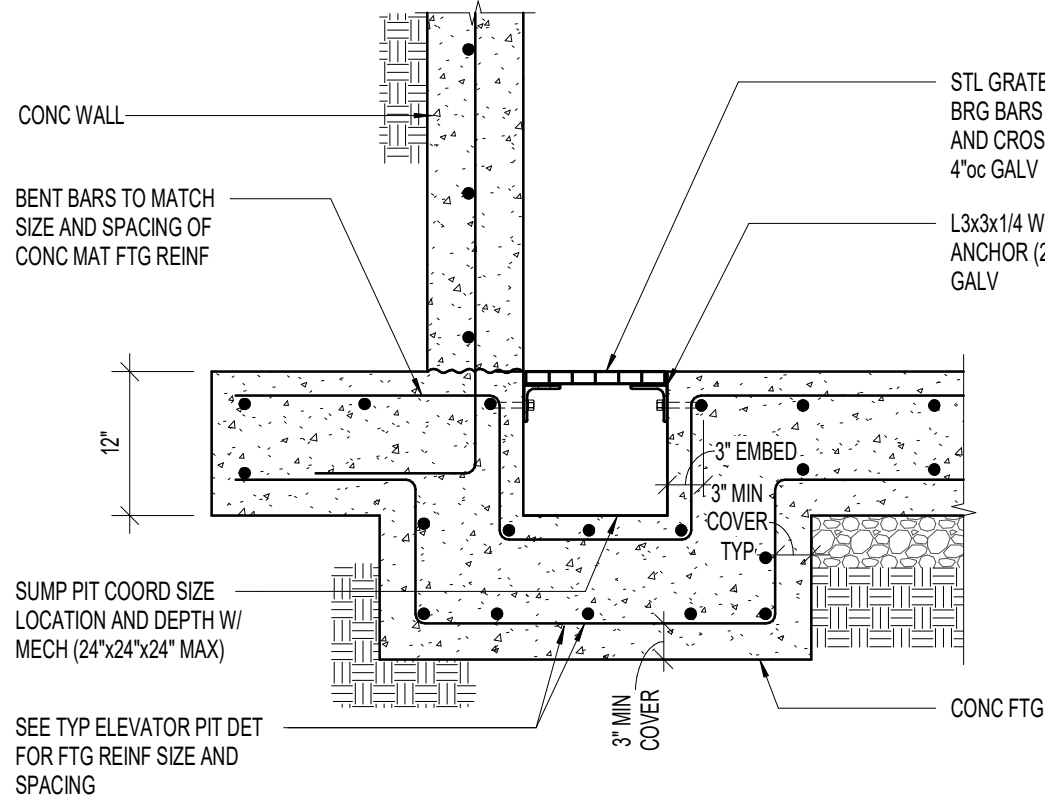 CONC WALL
BENT BARS TO MATCH
SIZE AND SPACING OF
CONC MAT FTG REINF
12"
SUMP PIT COORD SIZE
LOCATION AND DEPTH W/
MECH (24"x24"x24" MAX)
SEE TYP ELEVATOR PIT DET
FOR FTG REINF SIZE AND
SPACING
STL GRATE
BRG BARS
AND CROS
4"oc GALV
L3x3x1/4 W
ANCHOR (2
GALV
3" EMBED
3" MIN
COVER
TYP
3" MIN
COVER
CONC FTG